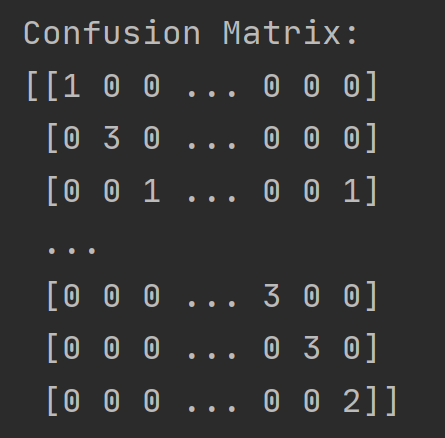 Confusion Matrix:
[[1 0 0 ... 0 0 0]
 [0 3 0 ... 0 0 0]
 [0 0 1 ... 0 0 1]
 ...
 [0 0 0 ... 3 0 0]
 [0 0 0 ... 0 3 0]
 [0 0 0 ... 0 0 2]]